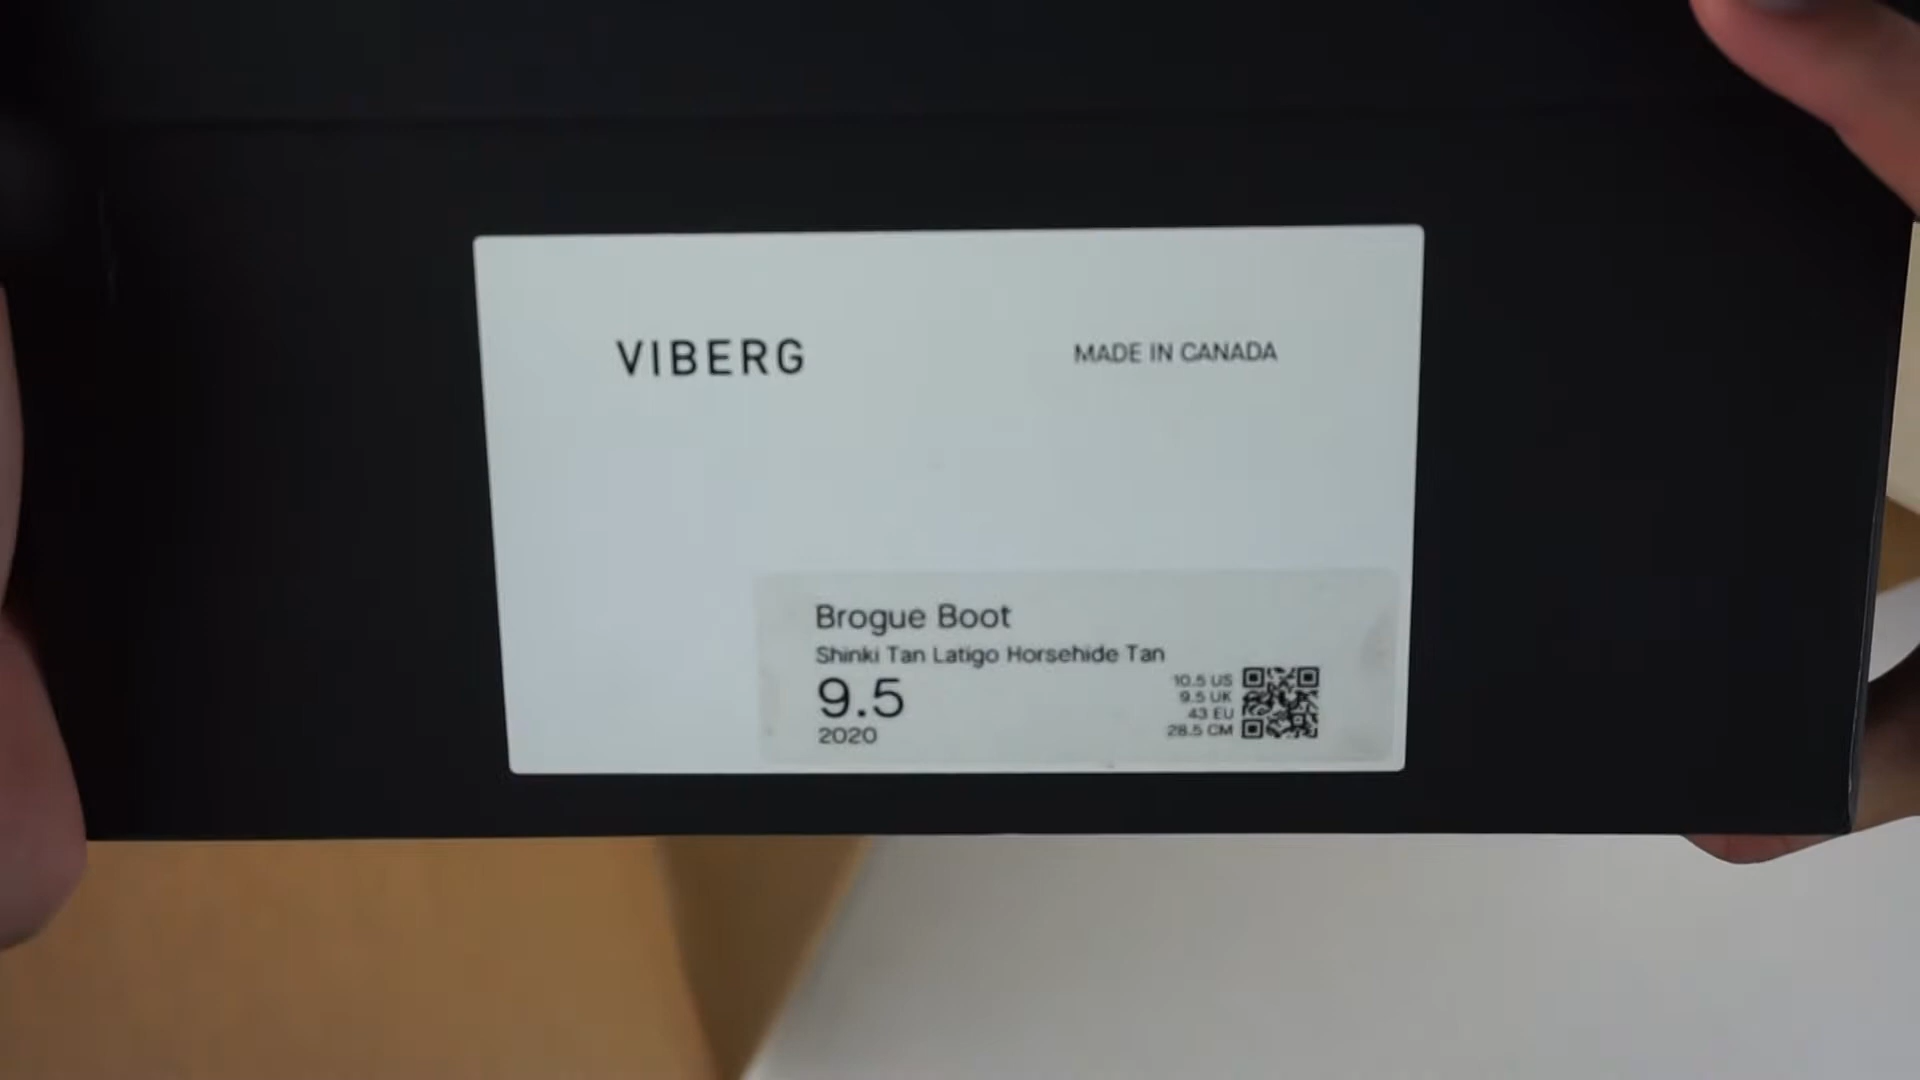 VIBERG
MADE IN CANADA
Brogue Boot
Shinki Tan Latigo Horsehide Tan
9.5
2020
10.5 US
9.5 UK
43 EU
28.5 CM